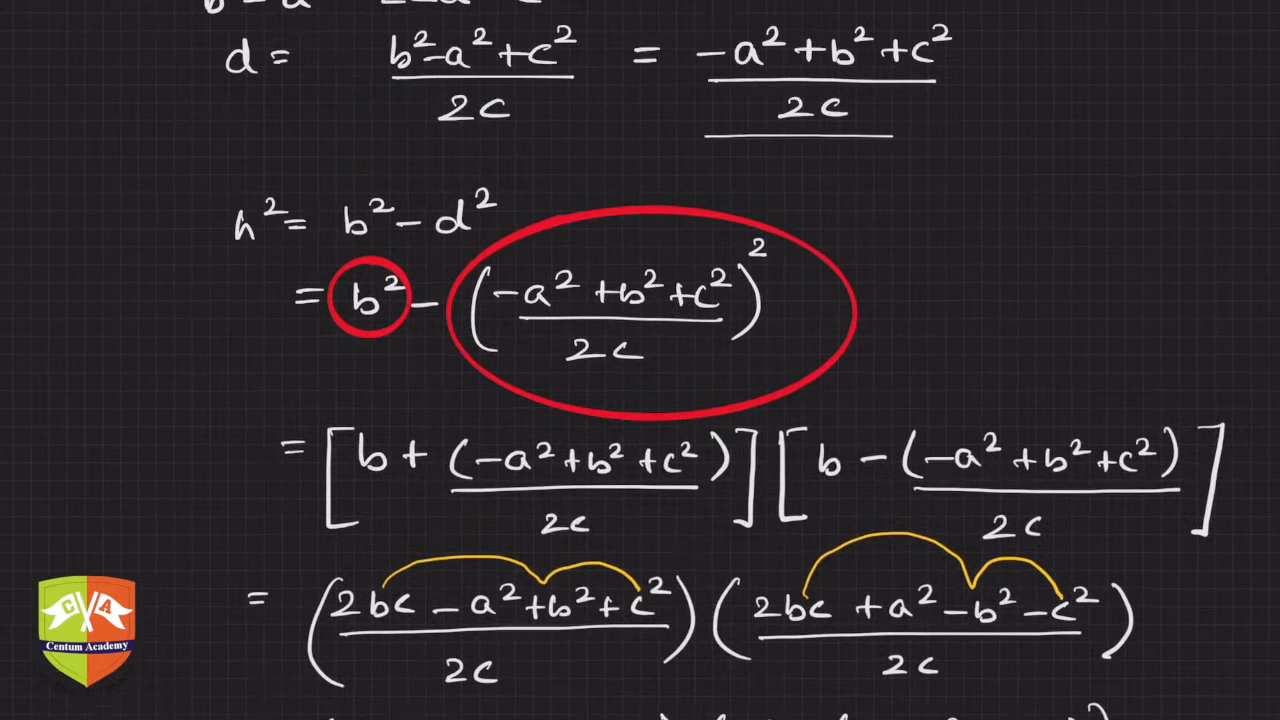 d = b²-a²+c² / 2c = -a²+b²+c² / 2c
h² = b² - d²
= b² - (-a²+b²+c² / 2c)²
= [b + (-a²+b²+c²) / 2c] [b - (-a²+b²+c²) / 2c]
= (2bc - a²+b²+c² / 2c) (2bc + a²-b²-c² / 2c)
C A
Centum Academy